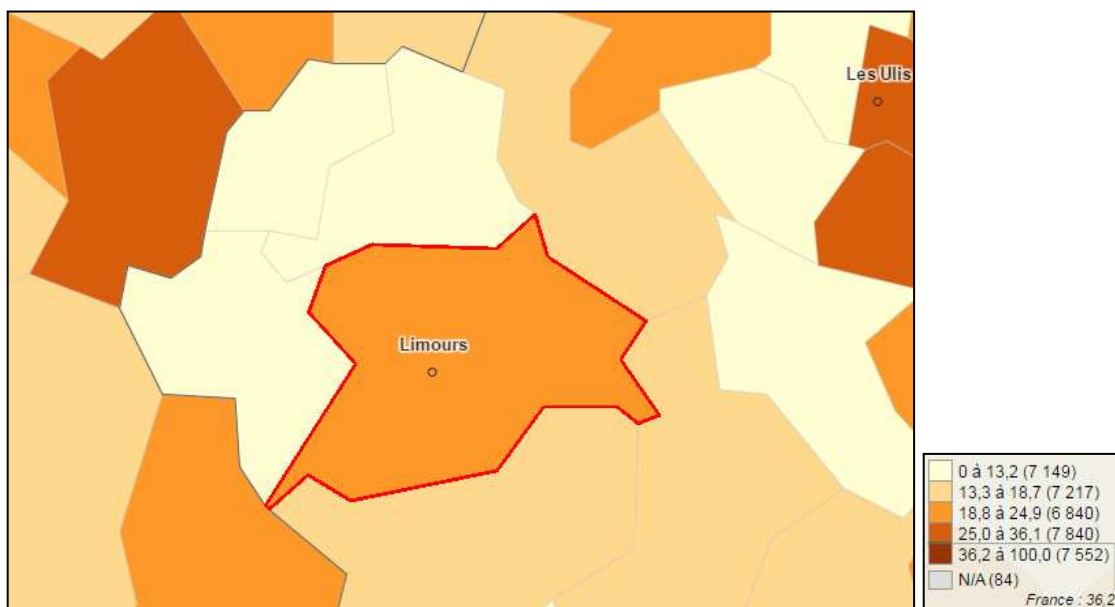 Les Ulis
Limours
0 à 13,2 (7 149)
13,3 à 18,7 (7 217)
18,8 à 24,9 (6 840)
25,0 à 36,1 (7 840)
36,2 à 100,0 (7 552)
N/A (84)
France : 36,2